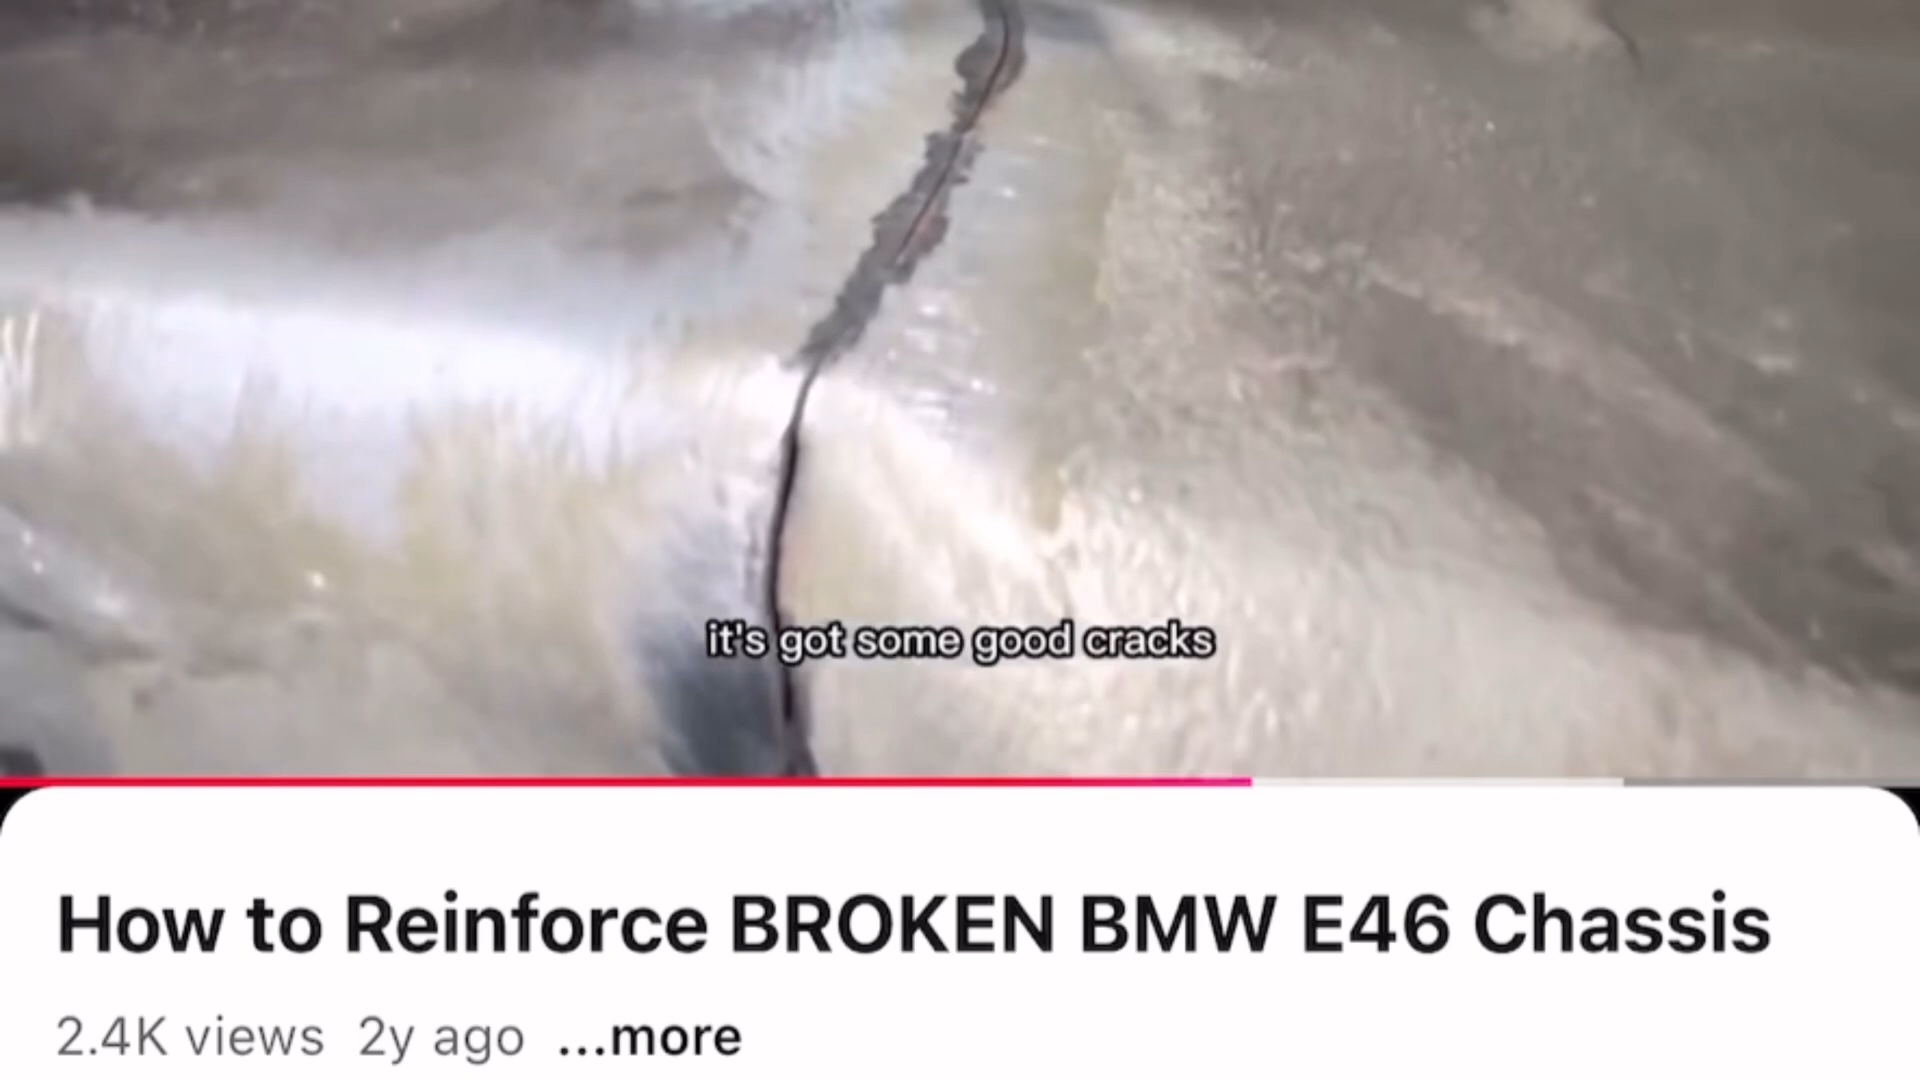 it's got some good cracks
How to Reinforce BROKEN BMW E46 Chassis
2.4K views 2y ago ...more